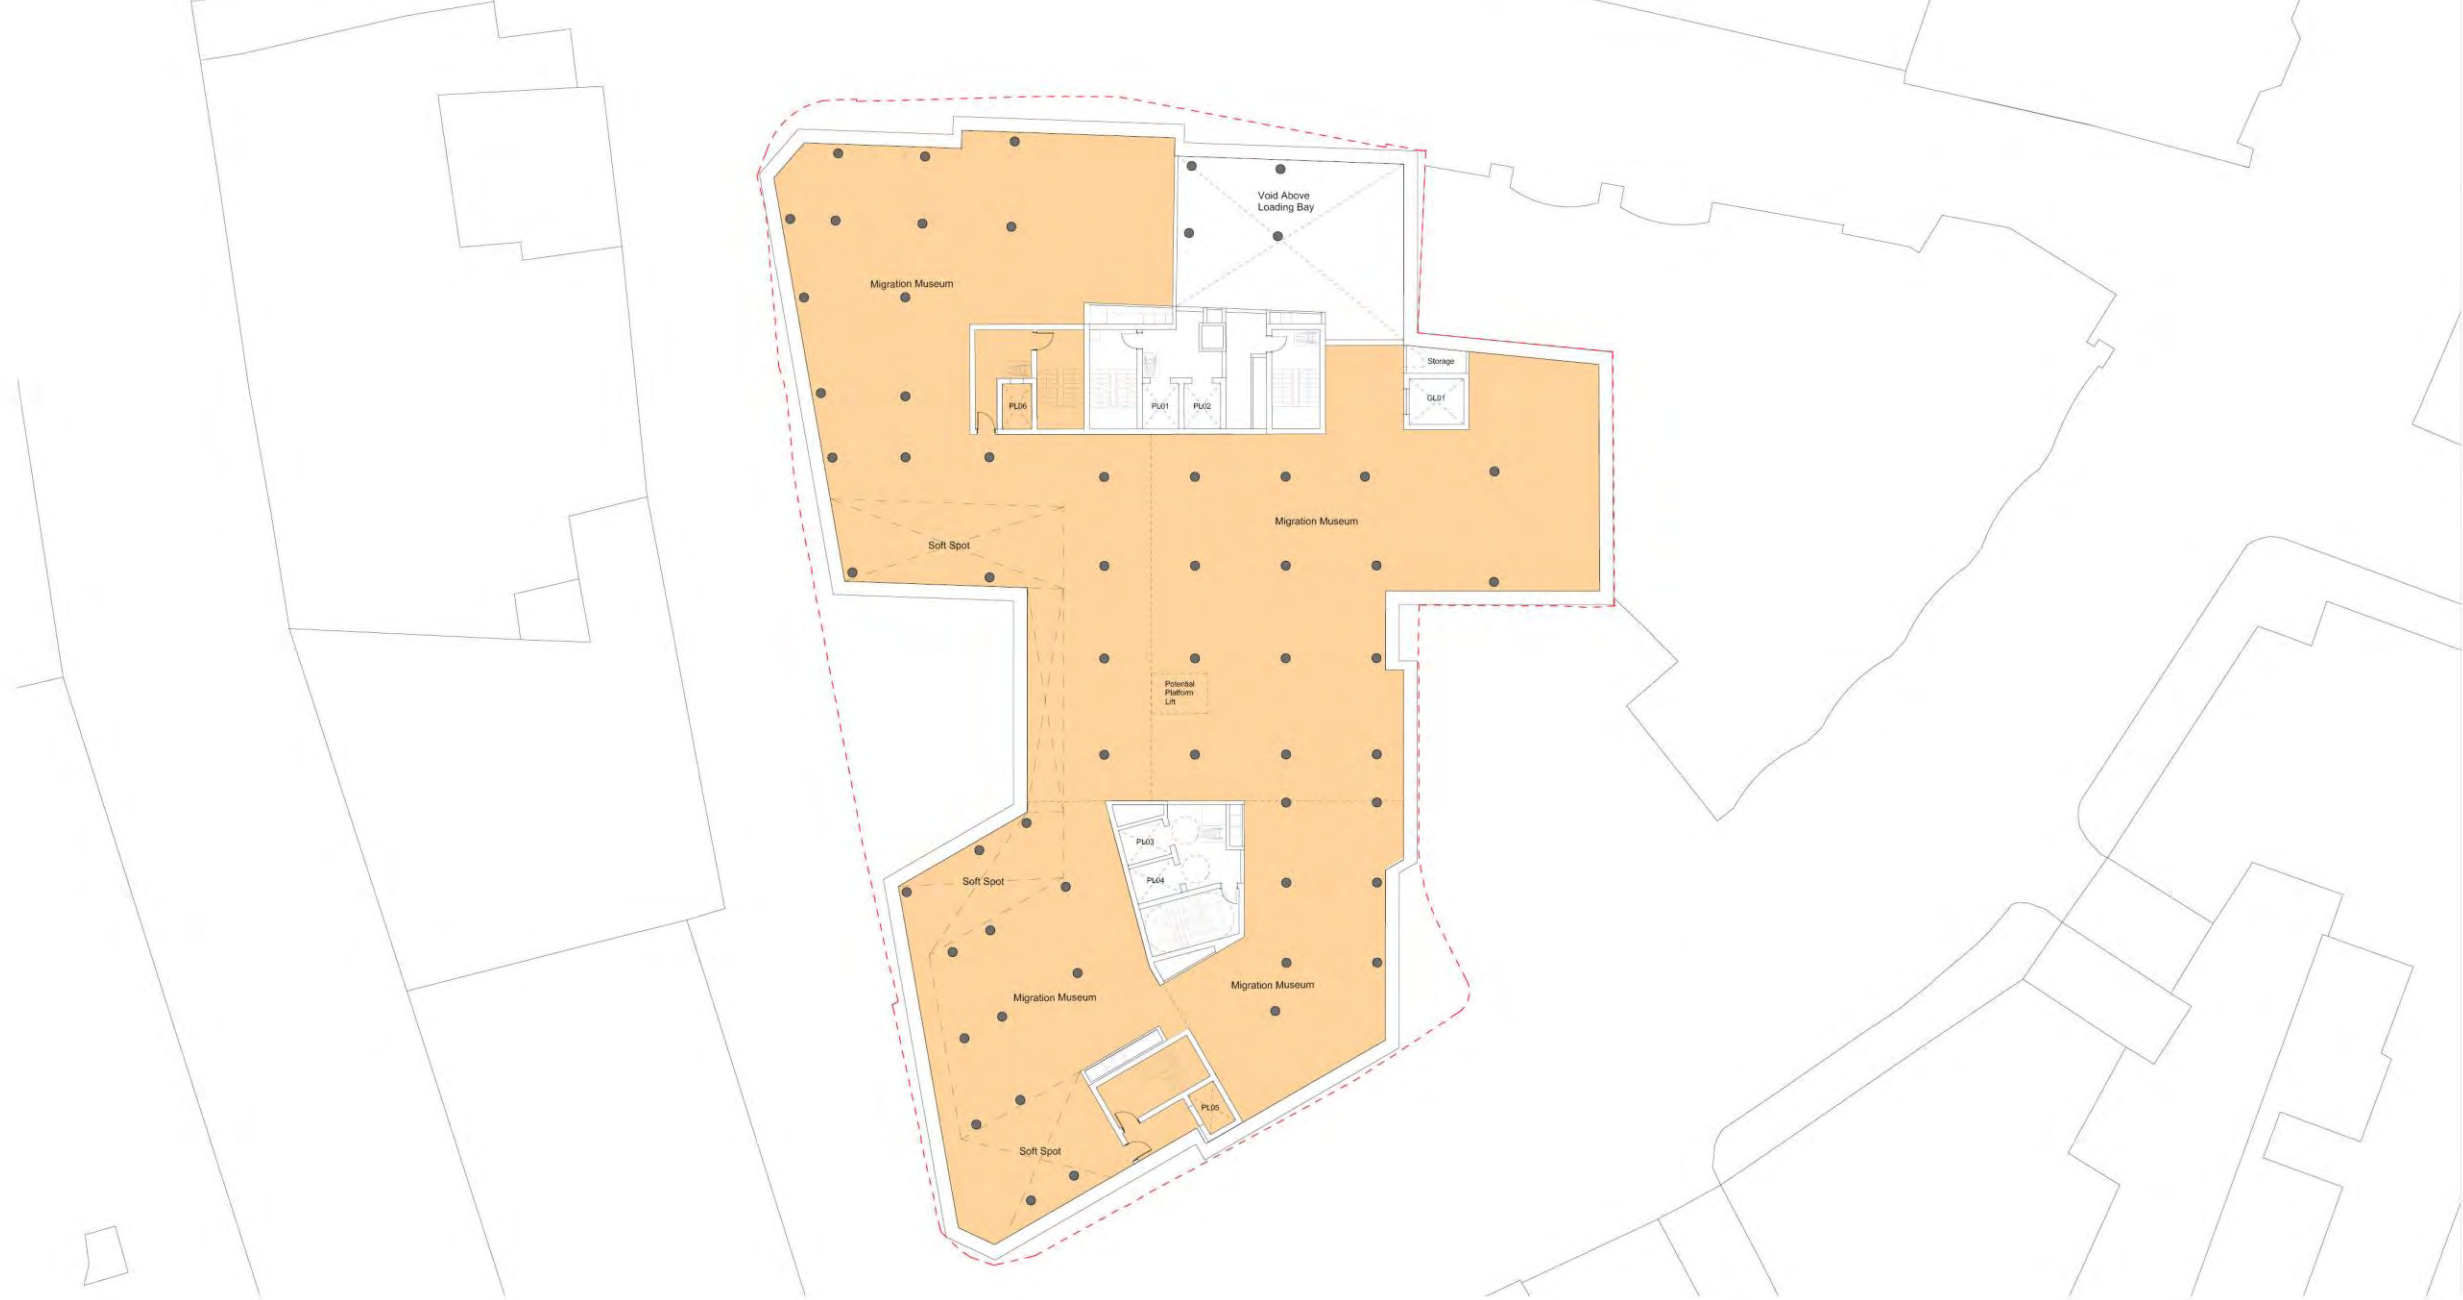 Void Above
Loading Bay
Migration Museum
Storage
GL01
PL06
PL01
PL02
Migration Museum
Soft Spot
Potential
Platform
Lift
PL03
PL04
Soft Spot
Migration Museum
Migration Museum
PL05
Soft Spot